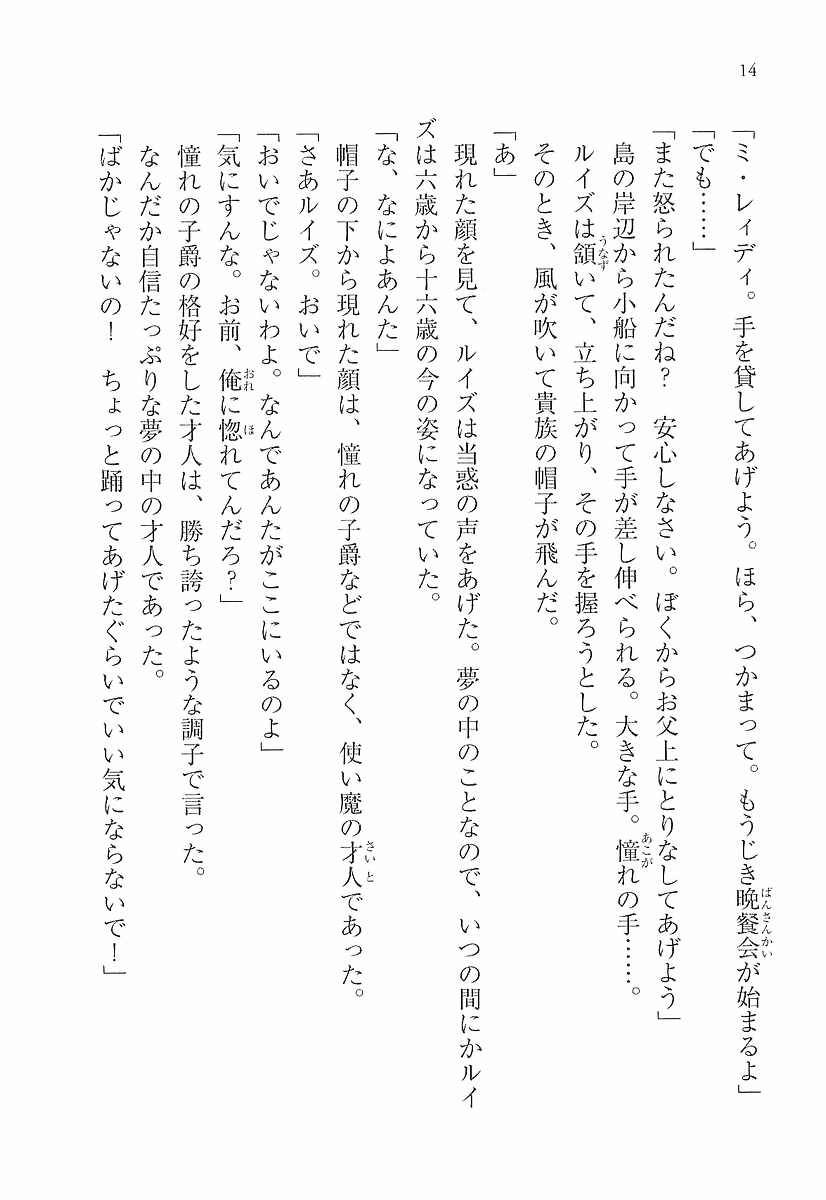 14
「ミ・レィディ。手を貸してあげよう。ほら、つかまって。もうじき晩餐会が始まるよ」
「でも……」
「また怒られたんだね？　安心しなさい。ぼくからお父上にとりなしてあげよう」
島の岸辺から小船に向かって手が差し伸べられる。大きな手。憧れの手……。
ルイズは頷いて、立ち上がり、その手を握ろうとした。
そのとき、風が吹いて貴族の帽子が飛んだ。
「あ」
現れた顔を見て、ルイズは当惑の声をあげた。夢の中のことなので、いつの間にかルイ
ズは六歳から十六歳の今の姿になっていた。
「な、なによあんた」
帽子の下から現れた顔は、憧れの子爵などではなく、使い魔の才人であった。
「さあルイズ。おいで」
「おいでじゃないわよ。なんであんたがここにいるのよ」
「気にすんな。お前、俺に惚れてんだろ？」
憧れの子爵の格好をした才人は、勝ち誇ったような調子で言った。
なんだか自信たっぷりな夢の中の才人であった。
「ばかじゃないの！　ちょっと踊ってあげたぐらいでいい気にならないで！」